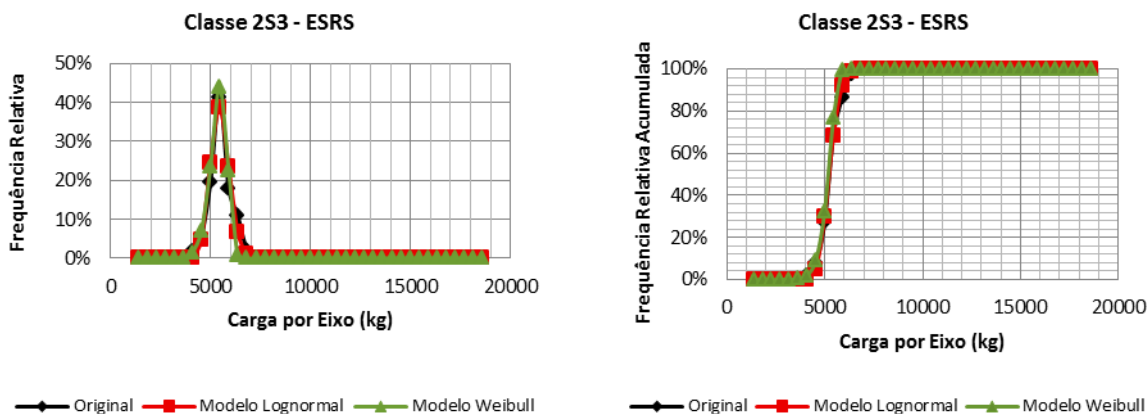 Classe 2S3 - ESRS
Frequência Relativa
50%
40%
30%
20%
10%
0%
0 5000 10000 15000 20000
Carga por Eixo (kg)
Original Modelo Lognormal Modelo Weibull
Classe 2S3 - ESRS
Frequência Relativa Acumulada
100%
80%
60%
40%
20%
0%
0 5000 10000 15000 20000
Carga por Eixo (kg)
Original Modelo Lognormal Modelo Weibull